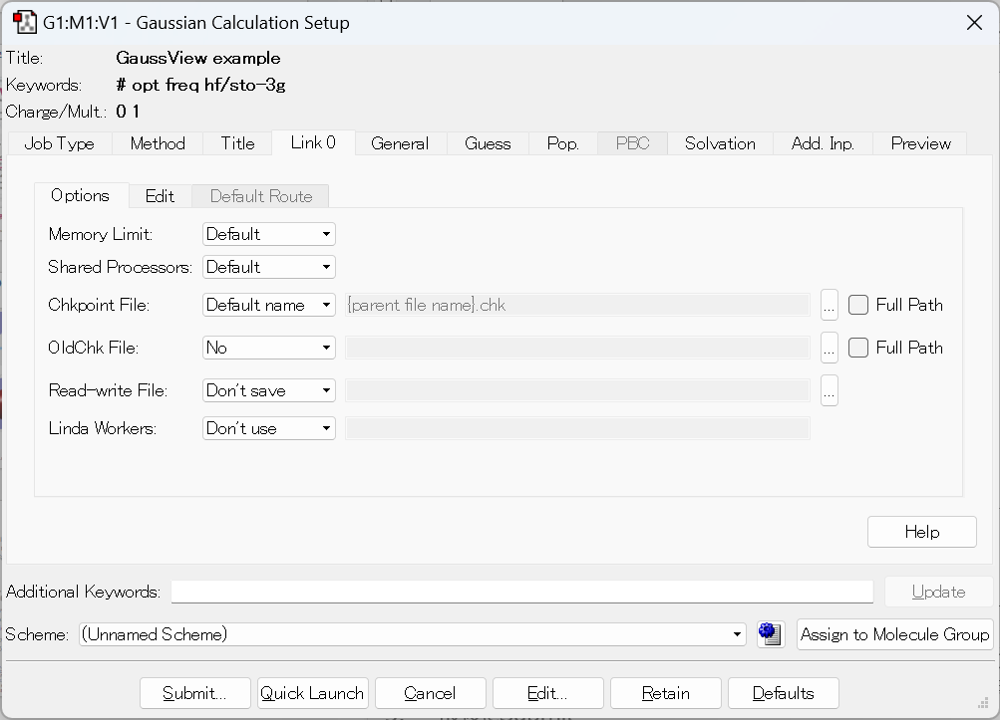 G1:M1:V1 - Gaussian Calculation Setup
Title: GaussView example
Keywords: # opt freq hf/sto-3g
Charge/Mult.: 0 1
Job Type Method Title Link 0 General Guess Pop. PBC Solvation Add. Inp. Preview
Options Edit Default Route
Memory Limit: Default
Shared Processors: Default
Chkpoint File: Default name {parent file name}.chk ... Full Path
OldChk File: No ... Full Path
Read-write File: Don't save ...
Linda Workers: Don't use
Help
Additional Keywords: Update
Scheme: (Unnamed Scheme) Assign to Molecule Group
Submit... Quick Launch Cancel Edit... Retain Defaults